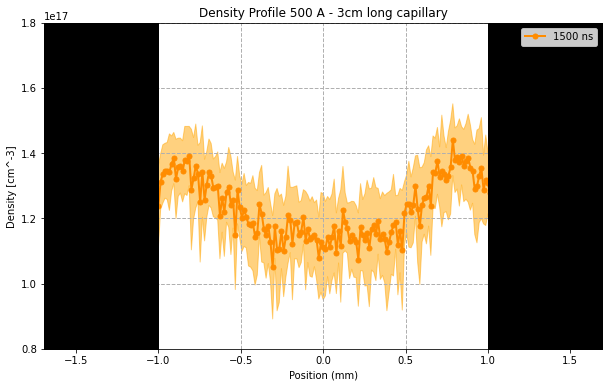 Density Profile 500 A - 3cm long capillary
1e17
1500 ns
1.8
1.6
1.4
1.2
1.0
0.8
Density [cm^-3]
−1.5 −1.0 −0.5 0.0 0.5 1.0 1.5
Position (mm)